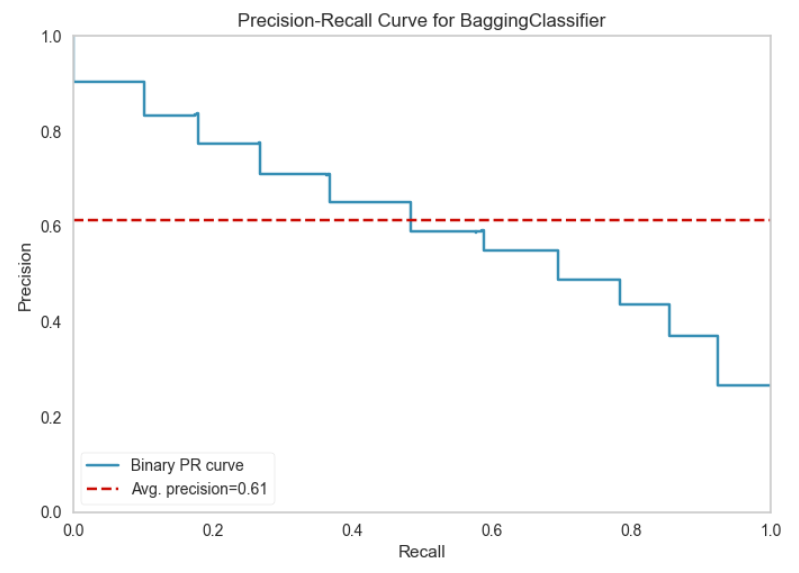 Precision-Recall Curve for BaggingClassifier
1.0
0.8
0.6
0.4
0.2
0.0
Precision
Binary PR curve
Avg. precision=0.61
0.0 0.2 0.4 0.6 0.8 1.0
Recall